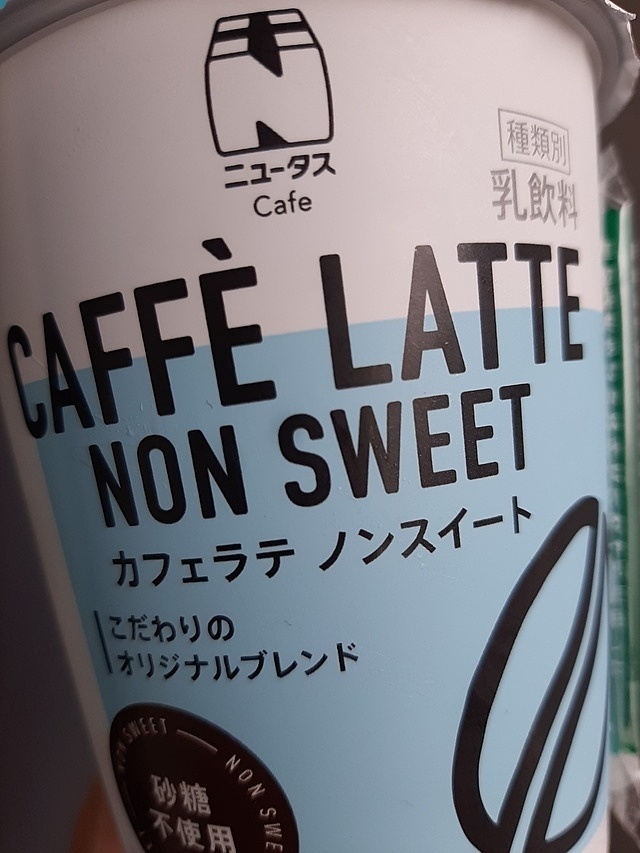 ニュータス
Cafe
種類別
乳飲料
CAFFÈ LATTE
NON SWEET
カフェラテ ノンスイート
こだわりの
オリジナルブレンド
NON SWEET
砂糖
不使用